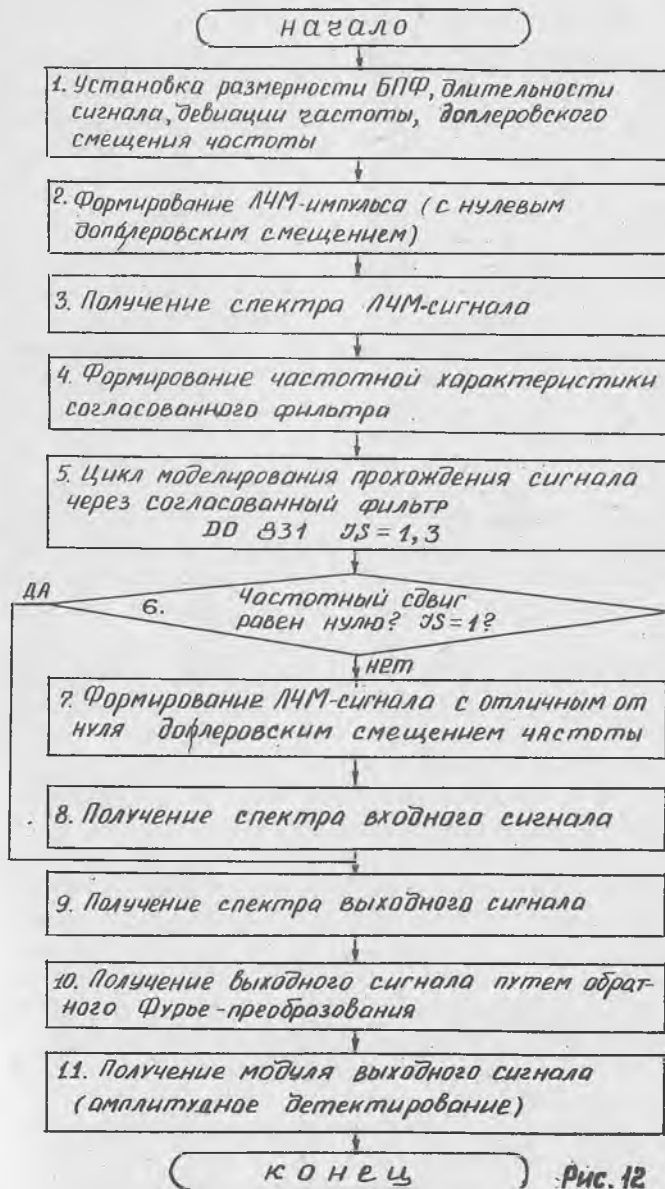 начало
1. Установка размерности БПФ, длительности
сигнала, девиации частоты, доплеровского
смещения частоты
2. Формирование ЛЧМ-импульса (с нулевым
доплеровским смещением)
3. Получение спектра ЛЧМ-сигнала
4. Формирование частотной характеристики
согласованного фильтра
5. Цикл моделирования прохождения сигнала
через согласованный фильтр
DO 831 JS = 1, 3
ДА
6. Частотный сдвиг
равен нулю? JS = 1?
нет
7. Формирование ЛЧМ-сигнала с отличным от
нуля доплеровским смещением частоты
8. Получение спектра входного сигнала
9. Получение спектра выходного сигнала
10. Получение выходного сигнала путем обрат-
ного Фурье-преобразования
11. Получение модуля выходного сигнала
(амплитудное детектирование)
конец
Рис. 12